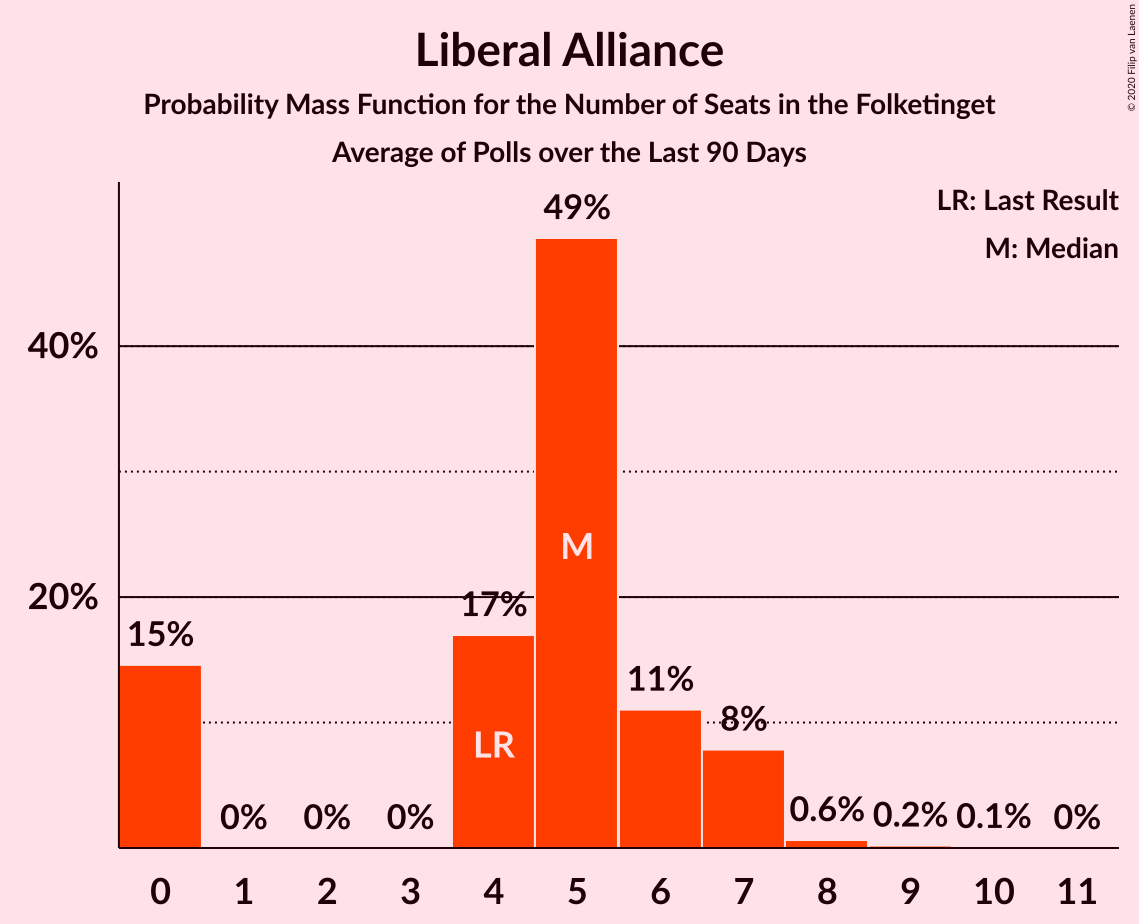 Liberal Alliance
Probability Mass Function for the Number of Seats in the Folketinget
Average of Polls over the Last 90 Days
© 2020 Filip van Laenen
LR: Last Result
M: Median
49%
40%
M
20%
17%
15%
11%
8%
LR
0%
0%
0%
0.6%
0.2%
0.1%
0%
0 1 2 3 4 5 6 7 8 9 10 11